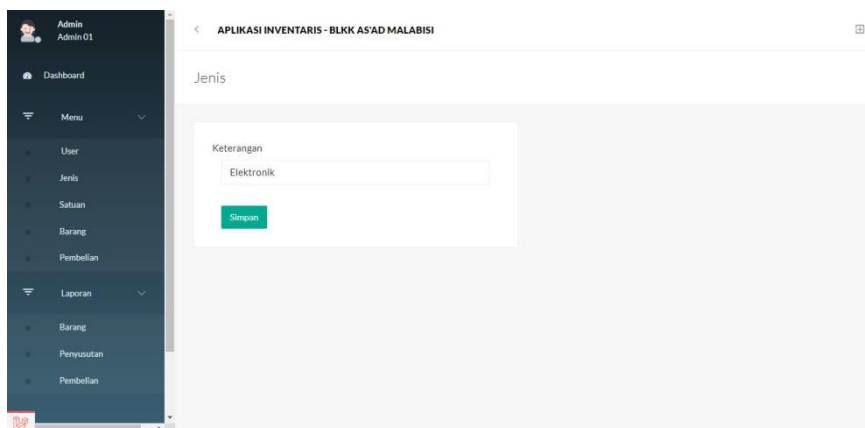 Admin
Admin 01
Dashboard
Menu
User
Jenis
Satuan
Barang
Pembelian
Laporan
Barang
Penyusutan
Pembelian
APLIKASI INVENTARIS - BLKK AS'AD MALABISI
Jenis
Keterangan
Elektronik
Simpan